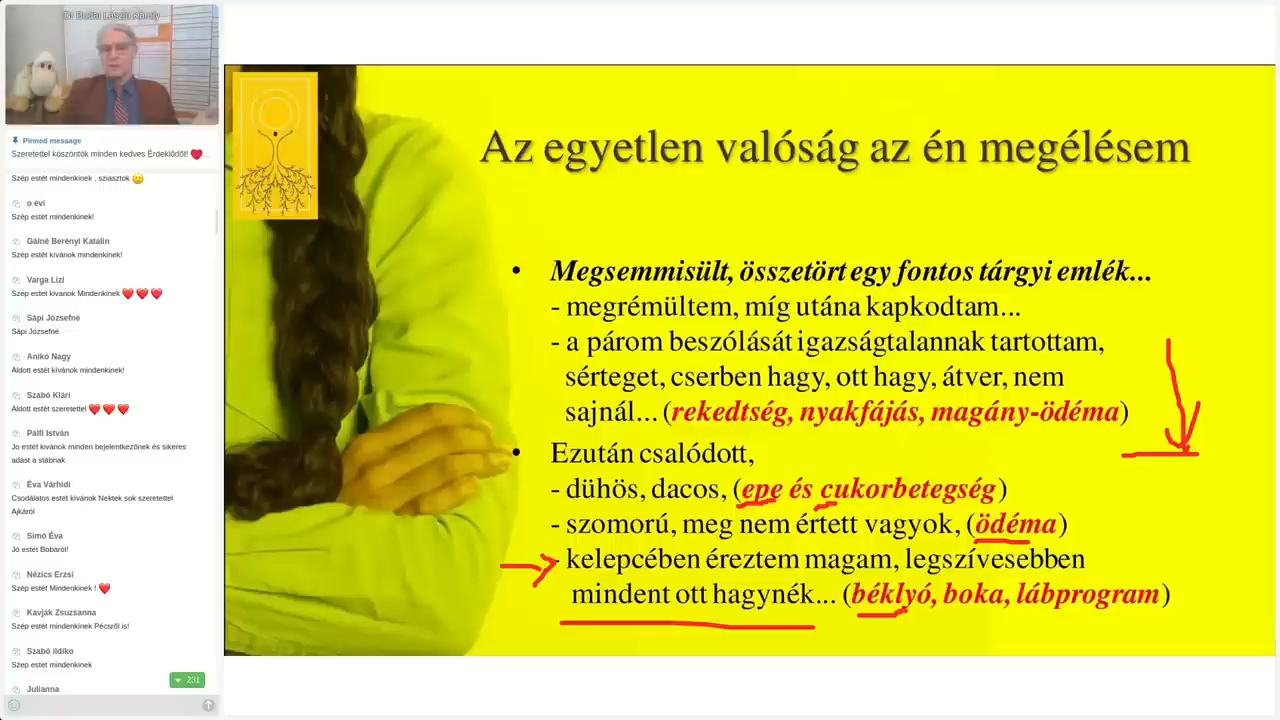 Dr Budai László Károly
Pinned message
Szeretettel köszöntök minden kedves Érdeklődőt! ❤️...
Szép estét mindenkinek , sziasztok 🙂
o évi
Szép estét mindenkinek!
Gálné Berényi Katalin
Szép estét kívánok mindenkinek!
Varga Lizi
Szep estet kivanok Mindenkinek ❤️ ❤️ ❤️
Sápi Józsefné
Sápi Józsefné
Anikó Nagy
Áldott estét kívánok mindenkinek!
Szabó Klári
Áldott estét szeretettel ❤️ ❤️ ❤️
Pálfi István
Jo estét kivánok minden bejelentkezőnek és sikeres
adást a stábnak
Éva Várhidi
Csodálatos estét kívánok Nektek sok szeretettel
Ajkáról
Simó Éva
Jó estét Bobáról!
Nézics Erzsi
Szép estét Mindenkinek ! ❤️
Kavják Zsuzsanna
Szép estét mindenkinek Pécsről is!
Szabó Ildiko
Szép estét mindenkinek
231
Julianna
Az egyetlen valóság az én megélésem
• Megsemmisült, összetört egy fontos tárgyi emlék...
- megrémültem, míg utána kapkodtam...
- a párom beszólását igazságtalannak tartottam,
sérteget, cserben hagy, ott hagy, átver, nem
sajnál... (rekedtség, nyakfájás, magány-ödéma)
• Ezután csalódott,
- dühös, dacos, (epe és cukorbetegség)
- szomorú, meg nem értett vagyok, (ödéma)
- kelepcében éreztem magam, legszívesebben
mindent ott hagynék... (béklyó, boka, lábprogram)